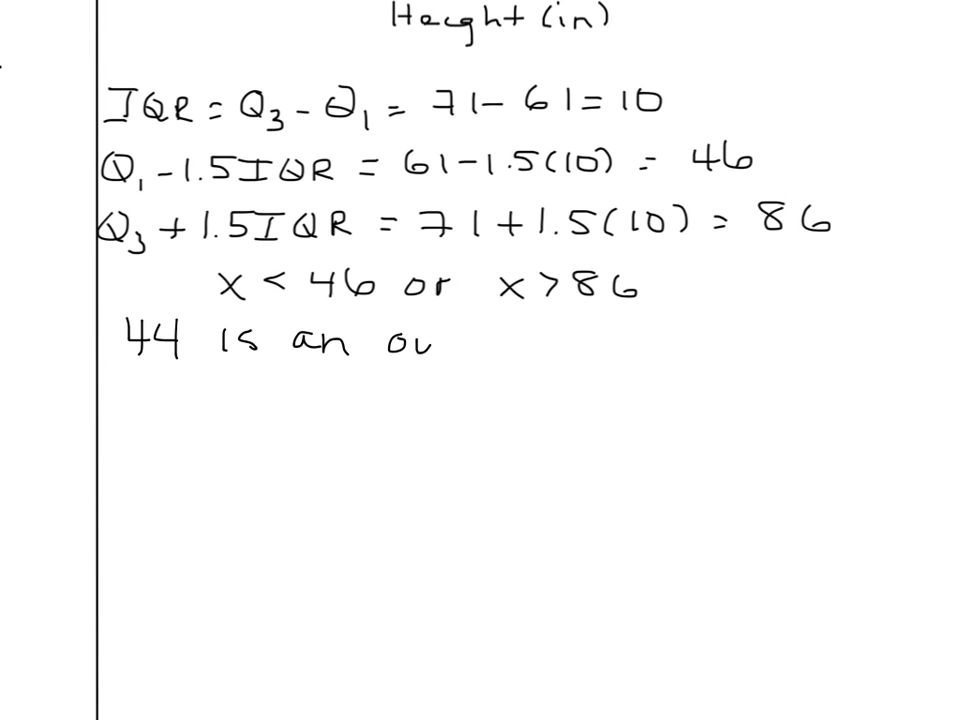 Height (in)
IQR = Q₃ - Q₁ = 71 - 61 = 10
Q₁ - 1.5IQR = 61 - 1.5(10) = 46
Q₃ + 1.5IQR = 71 + 1.5(10) = 86
x < 46 or x > 86
44 is an ou